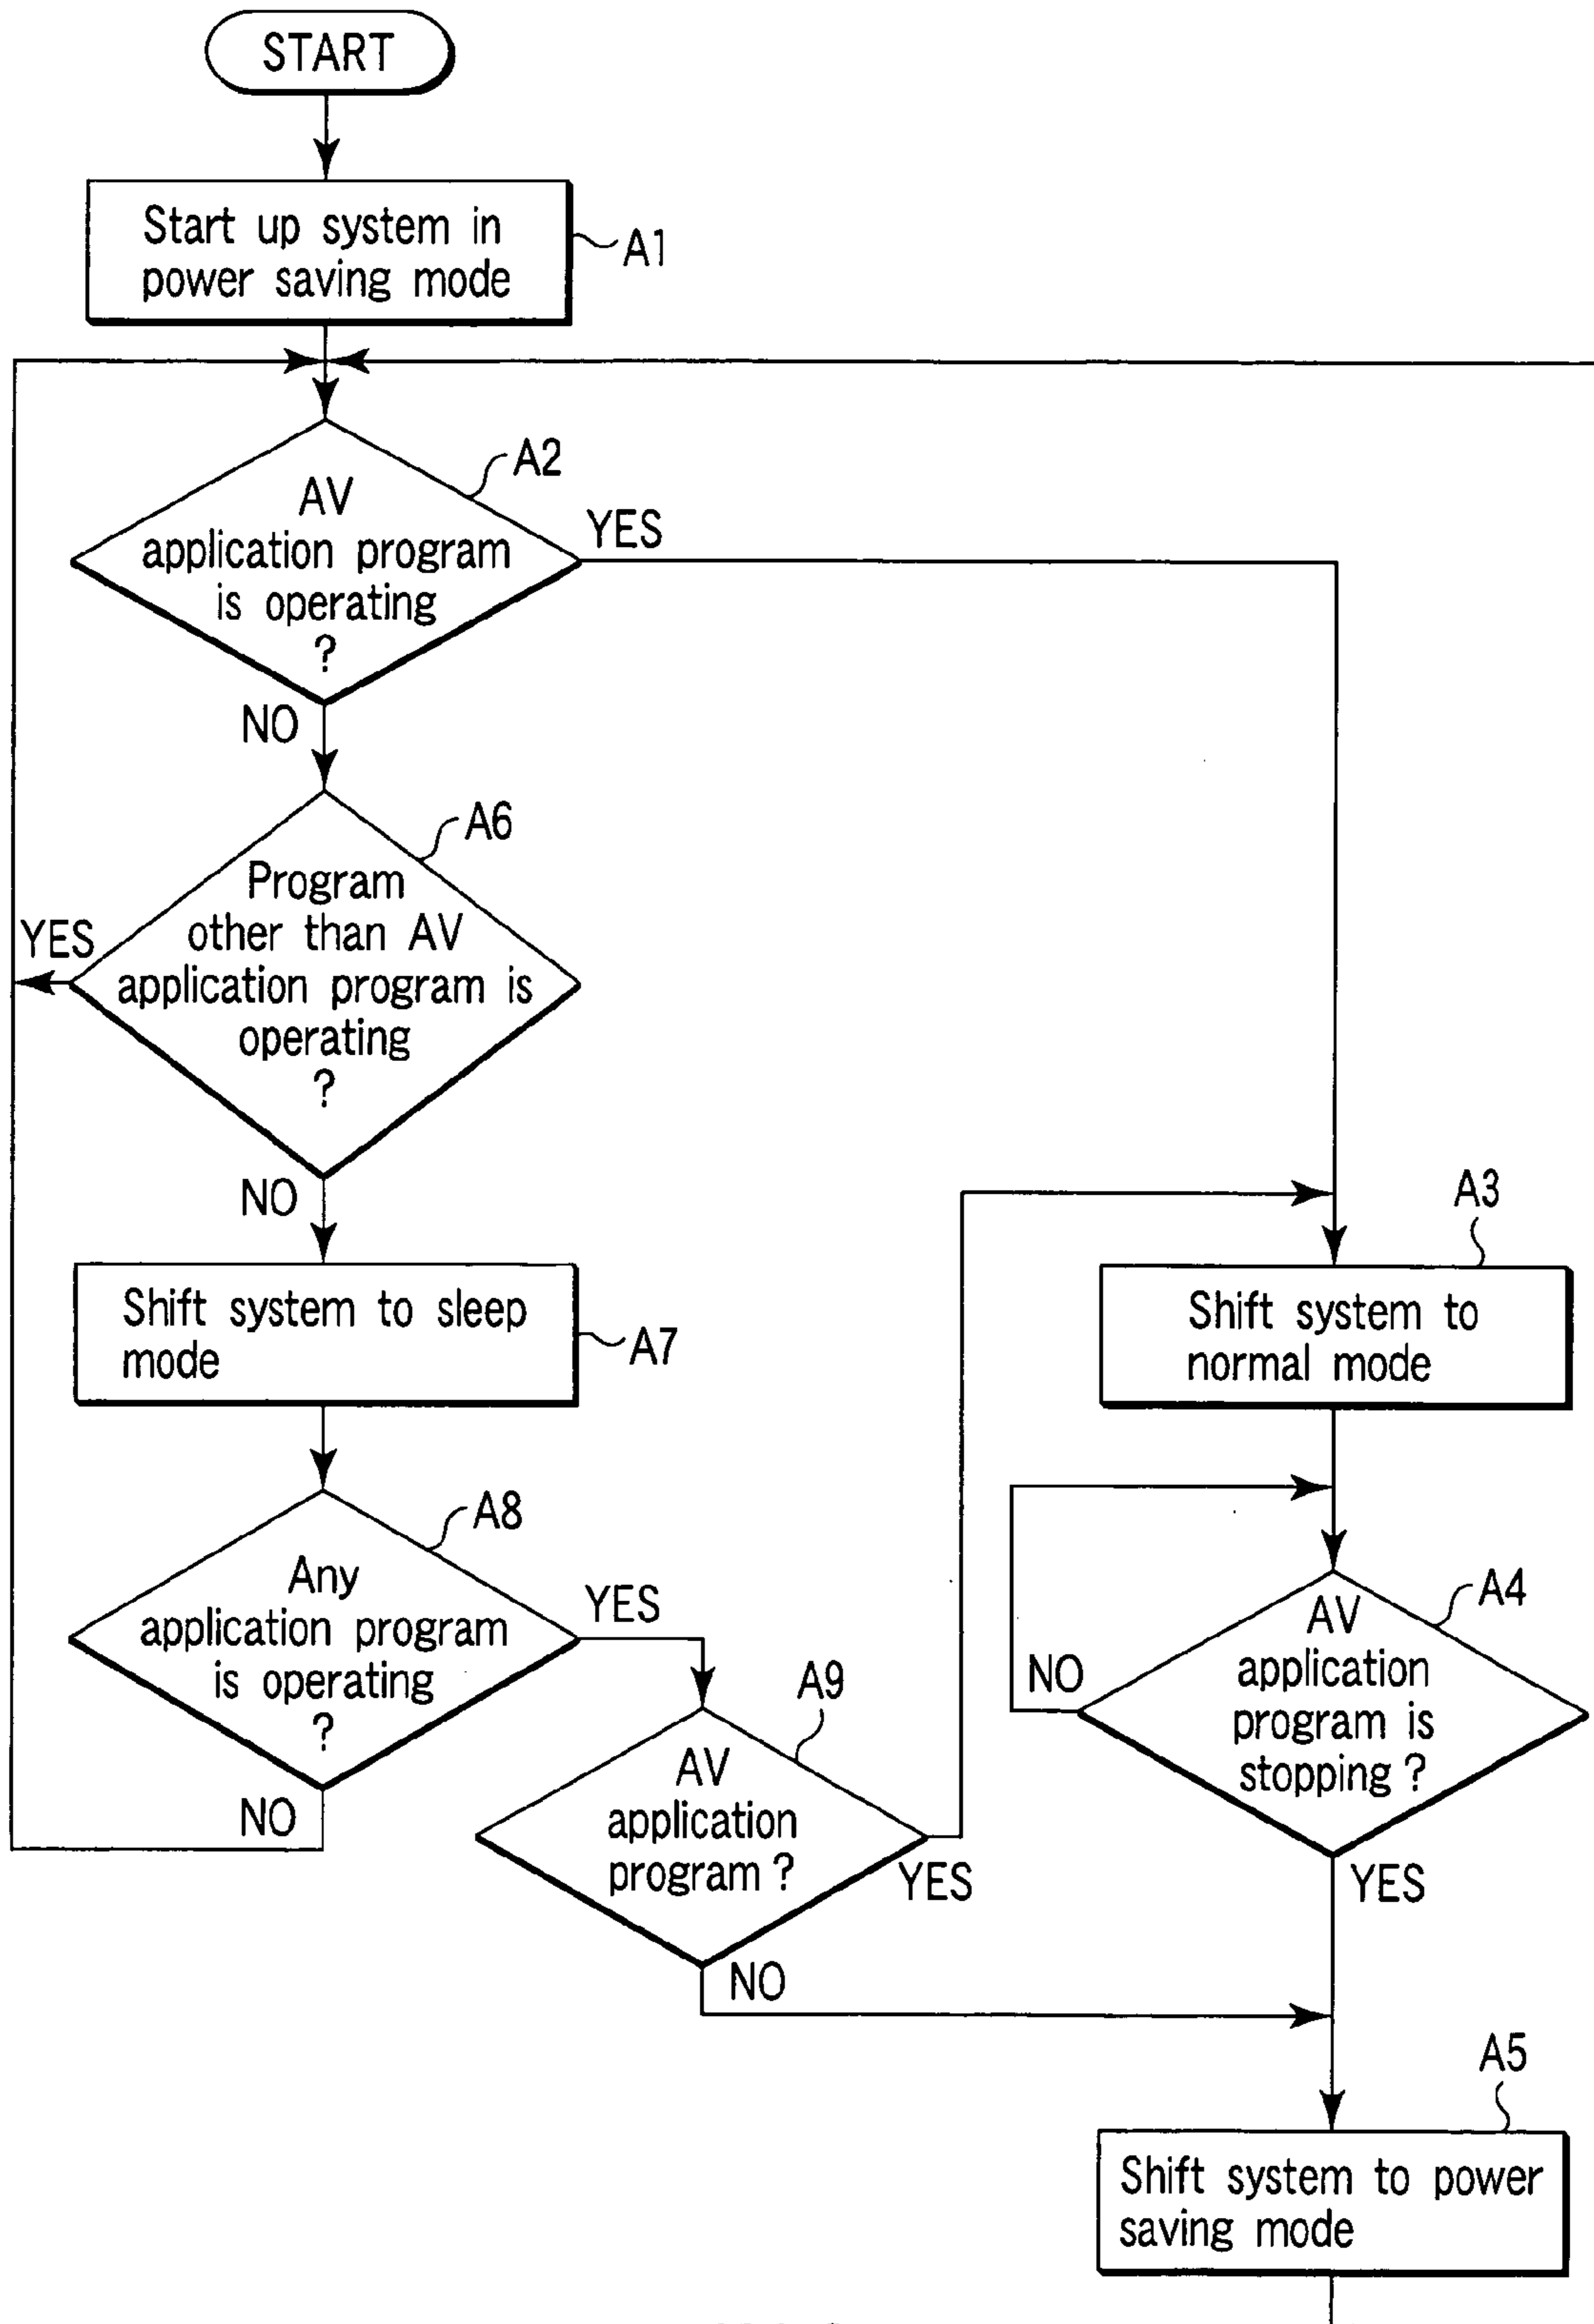 START
Start up system in
power saving mode
A1
A2
AV
application program
is operating
?
YES
NO
A6
Program
other than AV
application program is
operating
?
YES
NO
Shift system to sleep
mode
A7
A8
Any
application program
is operating
?
YES
NO
A9
AV
application
program ?
YES
NO
A3
Shift system to
normal mode
A4
AV
application
program is
stopping ?
NO
YES
A5
Shift system to power
saving mode